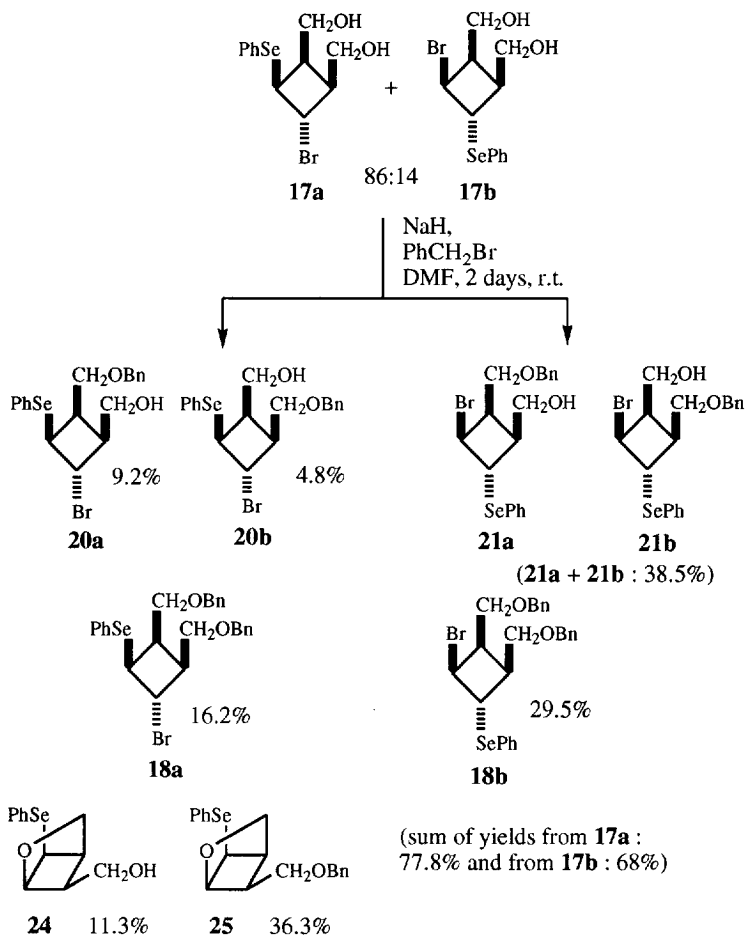 CH2OH
CH2OH
PhSe
CH2OH
Br
CH2OH
+
Br
SePh
17a
86:14
17b
NaH,
PhCH2Br
DMF, 2 days, r.t.
CH2OBn
PhSe
CH2OH
9.2%
Br
20a
CH2OH
PhSe
CH2OBn
4.8%
Br
20b
CH2OBn
Br
CH2OH
SePh
21a
CH2OH
Br
CH2OBn
SePh
21b
(21a + 21b : 38.5%)
CH2OBn
PhSe
CH2OBn
16.2%
Br
18a
CH2OBn
Br
CH2OBn
29.5%
SePh
18b
PhSe
O
CH2OH
24 11.3%
PhSe
O
CH2OBn
25 36.3%
(sum of yields from 17a :
77.8% and from 17b : 68%)